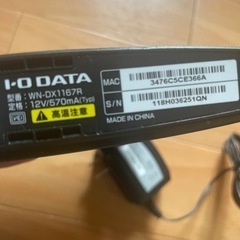 I-O DATA
型番: WN-DX1167R
定格: 12V/570mA(Typ)
高温注意
MAC
3476C5CE366A
S/N
118H038251QN
MADE IN CHINA